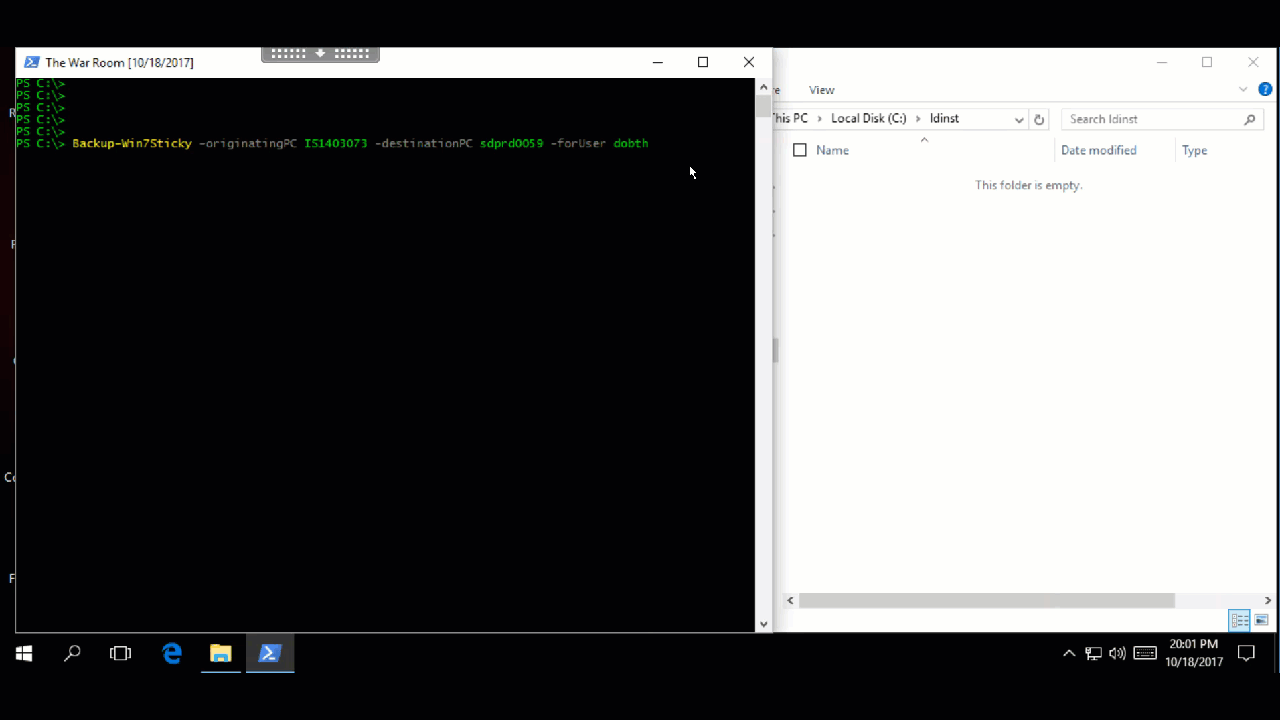 The War Room [10/18/2017]
PS C:\>
PS C:\>
PS C:\>
PS C:\>
PS C:\>
PS C:\> Backup-Win7Sticky -originatingPC IS1403073 -destinationPC sdprd0059 -forUser dobth
View
This PC > Local Disk (C:) > ldinst
Search ldinst
Name
Date modified
Type
This folder is empty.
20:01 PM
10/18/2017